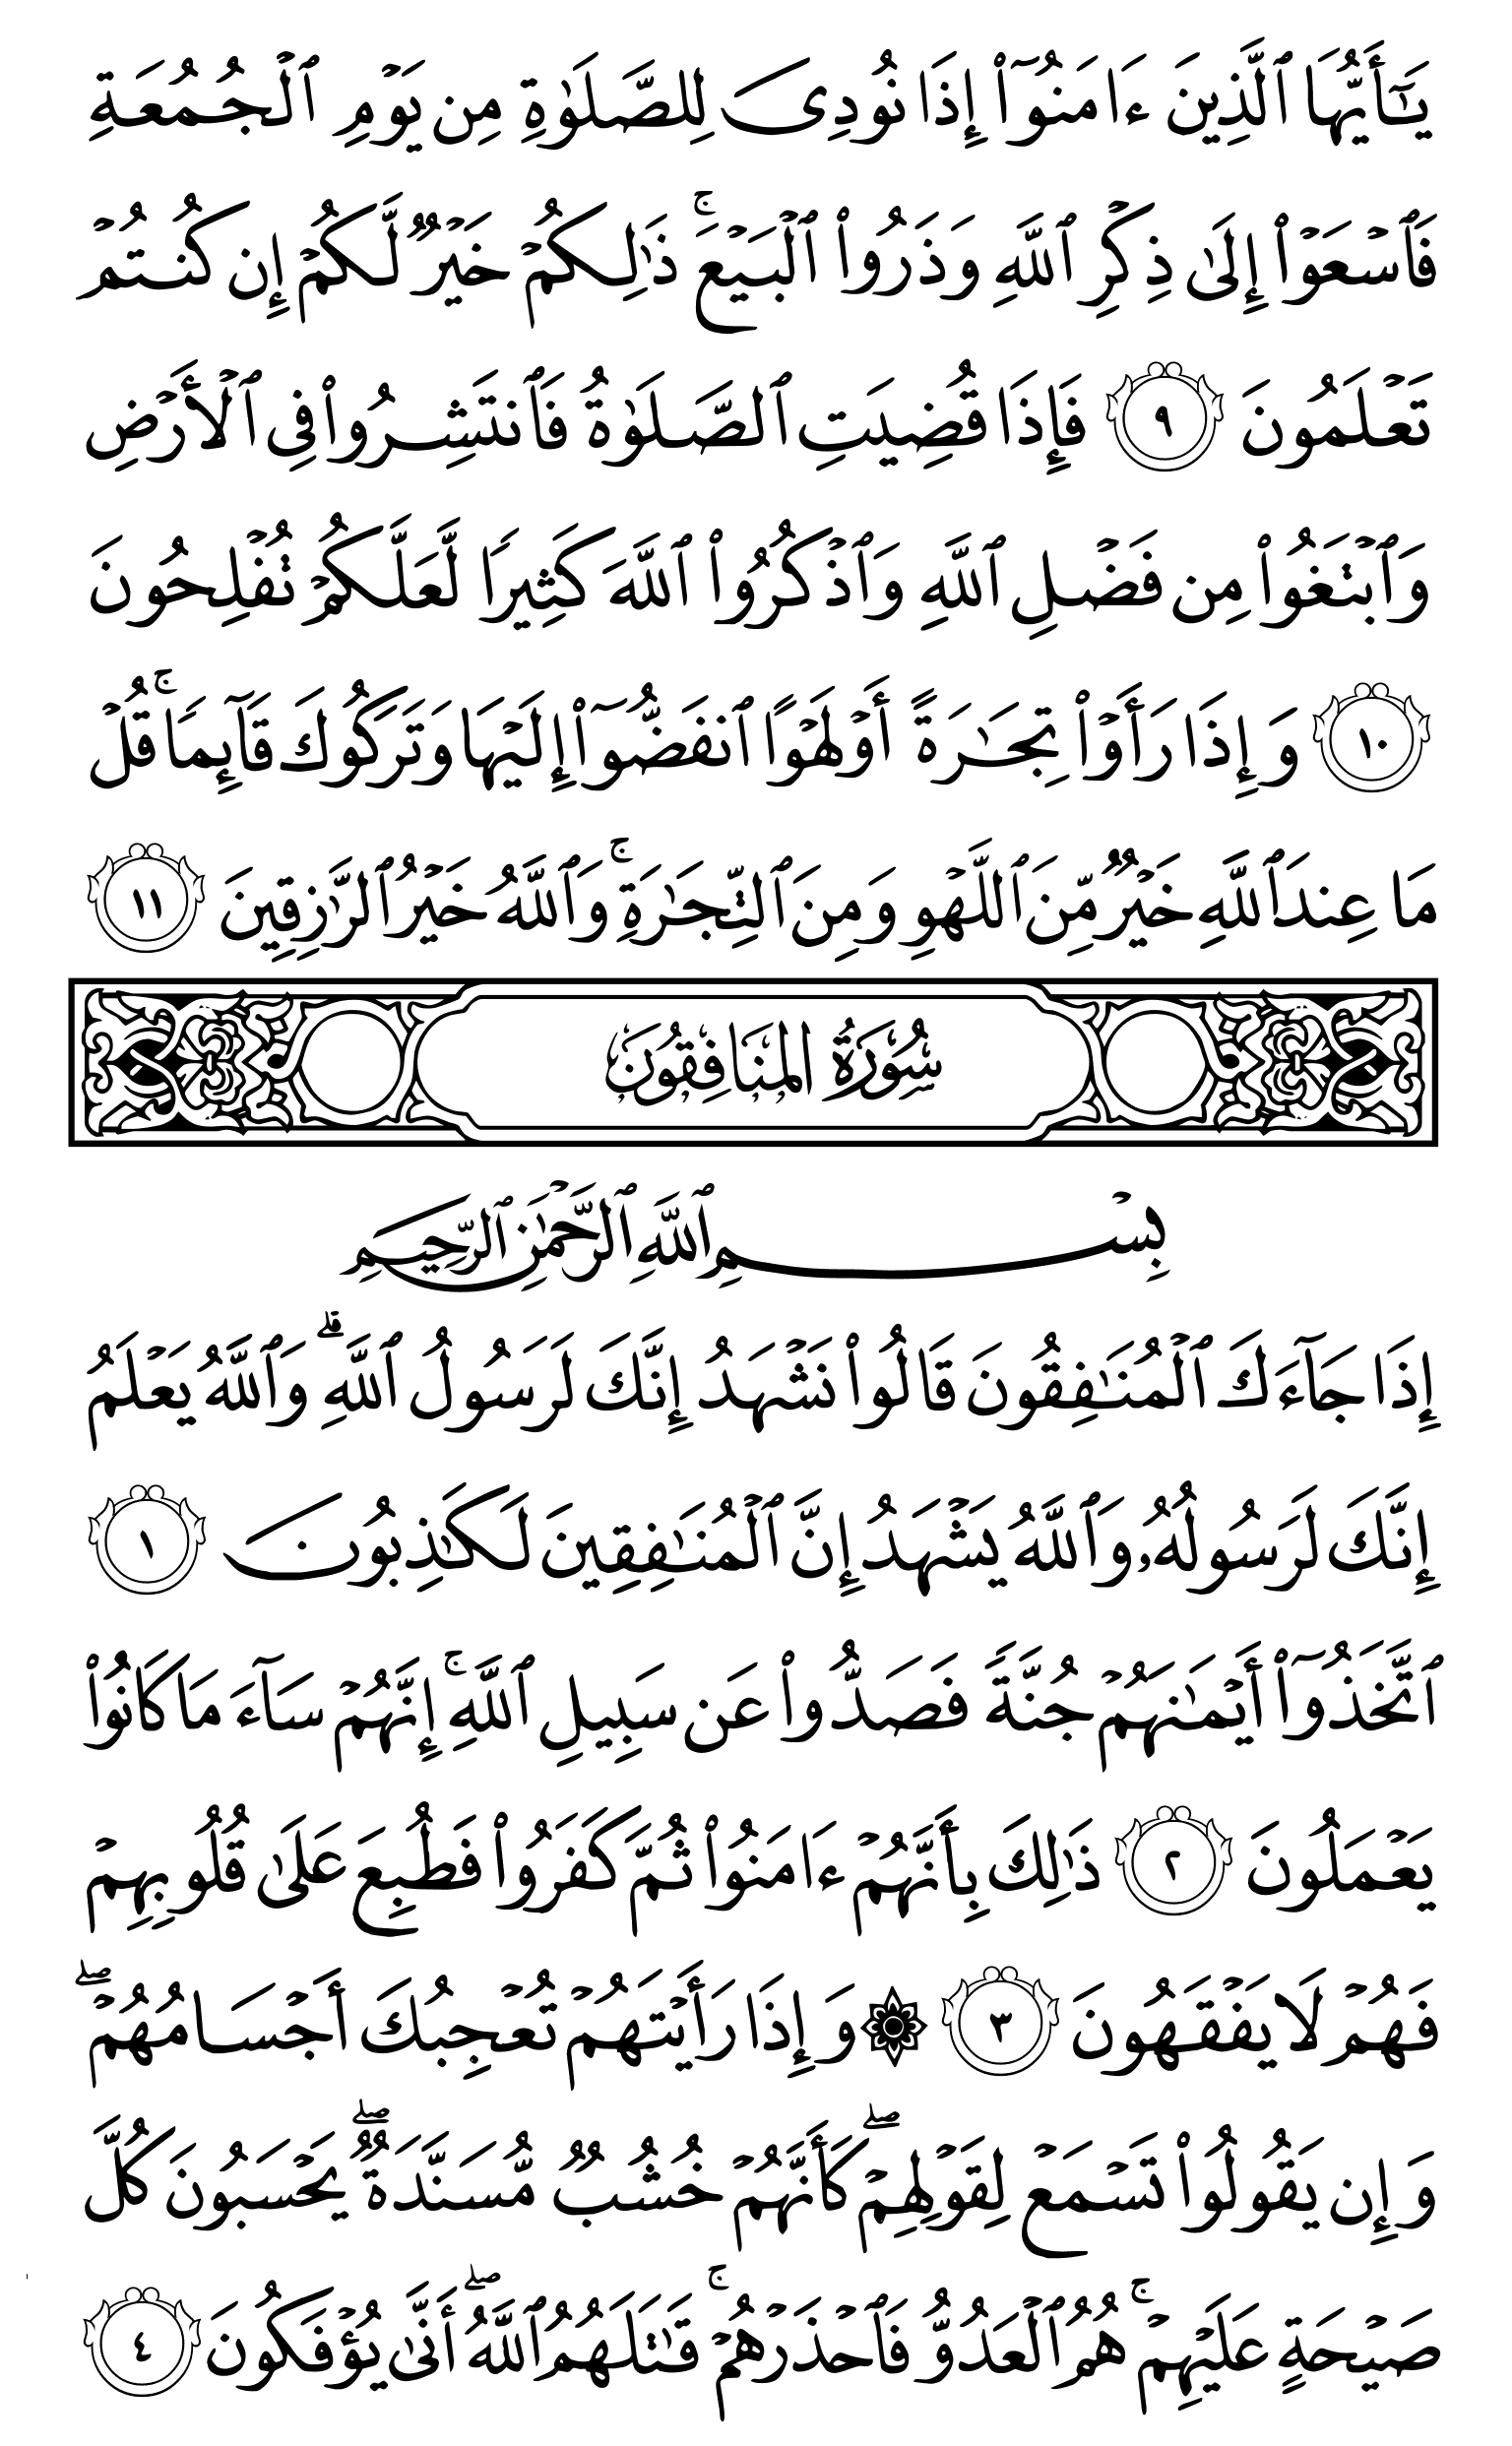 يَٰٓأَيُّهَا ٱلَّذِينَ ءَامَنُوٓا۟ إِذَا نُودِىَ لِلصَّلَوٰةِ مِن يَوْمِ ٱلْجُمُعَةِ
فَٱسْعَوْا۟ إِلَىٰ ذِكْرِ ٱللَّهِ وَذَرُوا۟ ٱلْبَيْعَ ۚ ذَٰلِكُمْ خَيْرٌ لَّكُمْ إِن كُنتُمْ
تَعْلَمُونَ ٩ فَإِذَا قُضِيَتِ ٱلصَّلَوٰةُ فَٱنتَشِرُوا۟ فِى ٱلْأَرْضِ
وَٱبْتَغُوا۟ مِن فَضْلِ ٱللَّهِ وَٱذْكُرُوا۟ ٱللَّهَ كَثِيرًا لَّعَلَّكُمْ تُفْلِحُونَ
١٠ وَإِذَا رَأَوْا۟ تِجَٰرَةً أَوْ لَهْوًا ٱنفَضُّوٓا۟ إِلَيْهَا وَتَرَكُوكَ قَآئِمًا ۚ قُلْ
مَا عِندَ ٱللَّهِ خَيْرٌ مِّنَ ٱللَّهْوِ وَمِنَ ٱلتِّجَٰرَةِ ۚ وَٱللَّهُ خَيْرُ ٱلرَّٰزِقِينَ ١١
سُورَةُ المُنَافِقُونَ
بِسْمِ ٱللَّهِ ٱلرَّحْمَٰنِ ٱلرَّحِيمِ
إِذَا جَآءَكَ ٱلْمُنَٰفِقُونَ قَالُوا۟ نَشْهَدُ إِنَّكَ لَرَسُولُ ٱللَّهِ ۗ وَٱللَّهُ يَعْلَمُ
إِنَّكَ لَرَسُولُهُۥ وَٱللَّهُ يَشْهَدُ إِنَّ ٱلْمُنَٰفِقِينَ لَكَٰذِبُونَ ١
ٱتَّخَذُوٓا۟ أَيْمَٰنَهُمْ جُنَّةً فَصَدُّوا۟ عَن سَبِيلِ ٱللَّهِ ۚ إِنَّهُمْ سَآءَ مَا كَانُوا۟
يَعْمَلُونَ ٢ ذَٰلِكَ بِأَنَّهُمْ ءَامَنُوا۟ ثُمَّ كَفَرُوا۟ فَطُبِعَ عَلَىٰ قُلُوبِهِمْ
فَهُمْ لَا يَفْقَهُونَ ٣ ۞ وَإِذَا رَأَيْتَهُمْ تُعْجِبُكَ أَجْسَامُهُمْ ۖ
وَإِن يَقُولُوا۟ تَسْمَعْ لِقَوْلِهِمْ ۖ كَأَنَّهُمْ خُشُبٌ مُّسَنَّدَةٌ ۖ يَحْسَبُونَ كُلَّ
صَيْحَةٍ عَلَيْهِمْ ۚ هُمُ ٱلْعَدُوُّ فَٱحْذَرْهُمْ ۚ قَٰتَلَهُمُ ٱللَّهُ ۖ أَنَّىٰ يُؤْفَكُونَ ٤